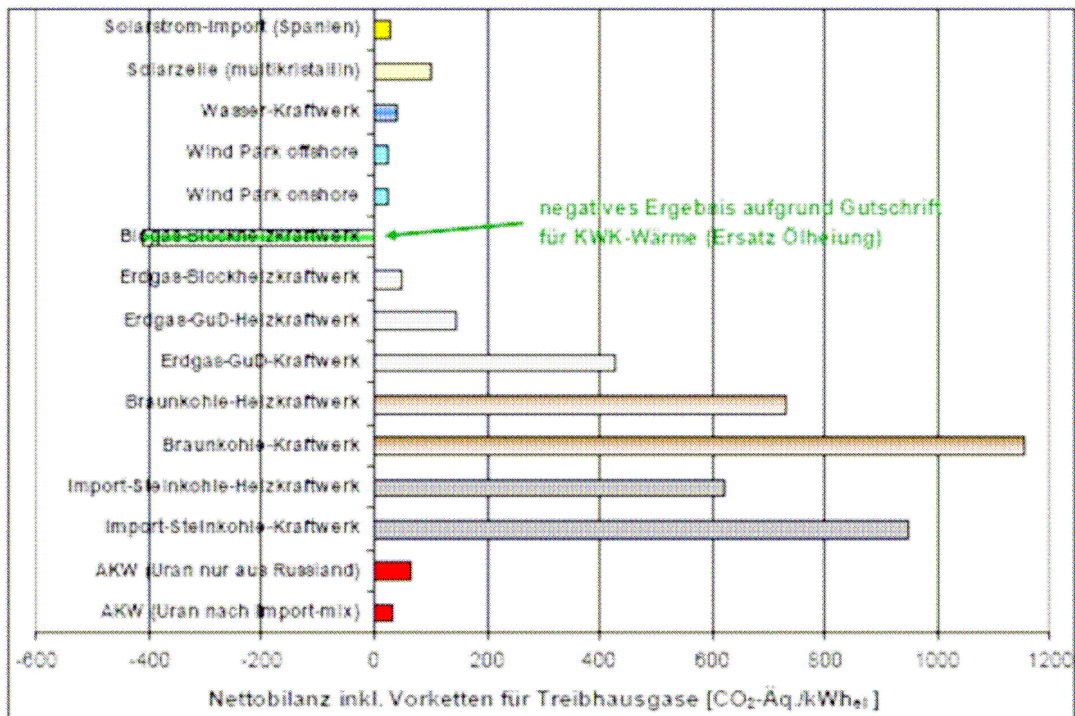 Solarstrom-Import (Spanien)
Solarzelle (multikristallin)
Wasser-Kraftwerk
Wind Park offshore
Wind Park onshore
negatives Ergebnis aufgrund Gutschrift
für KWK-Wärme (Ersatz Ölheiung)
Biogas-Blockheizkraftwerk
Erdgas-Blockheizkraftwerk
Erdgas-GuD-Heizkraftwerk
Erdgas-GuD-Kraftwerk
Braunkohle-Heizkraftwerk
Braunkohle-Kraftwerk
Import-Steinkohle-Heizkraftwerk
Import-Steinkohle-Kraftwerk
AKW (Uran nur aus Russland)
AKW (Uran nach Import-mix)
-600 -400 -200 0 200 400 600 800 1000 1200
Nettobilanz inkl. Vorketten für Treibhausgase [CO₂-Äq./kWhₑₗ]